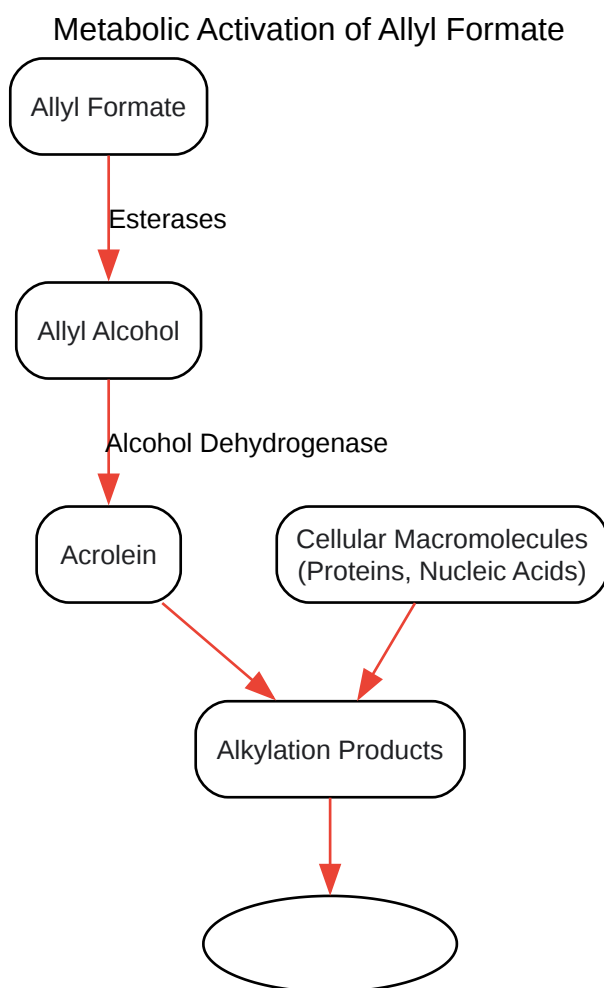 Metabolic Activation of Allyl Formate
Allyl Formate
Esterases
Allyl Alcohol
Alcohol Dehydrogenase
Acrolein
Cellular Macromolecules
(Proteins, Nucleic Acids)
Alkylation Products